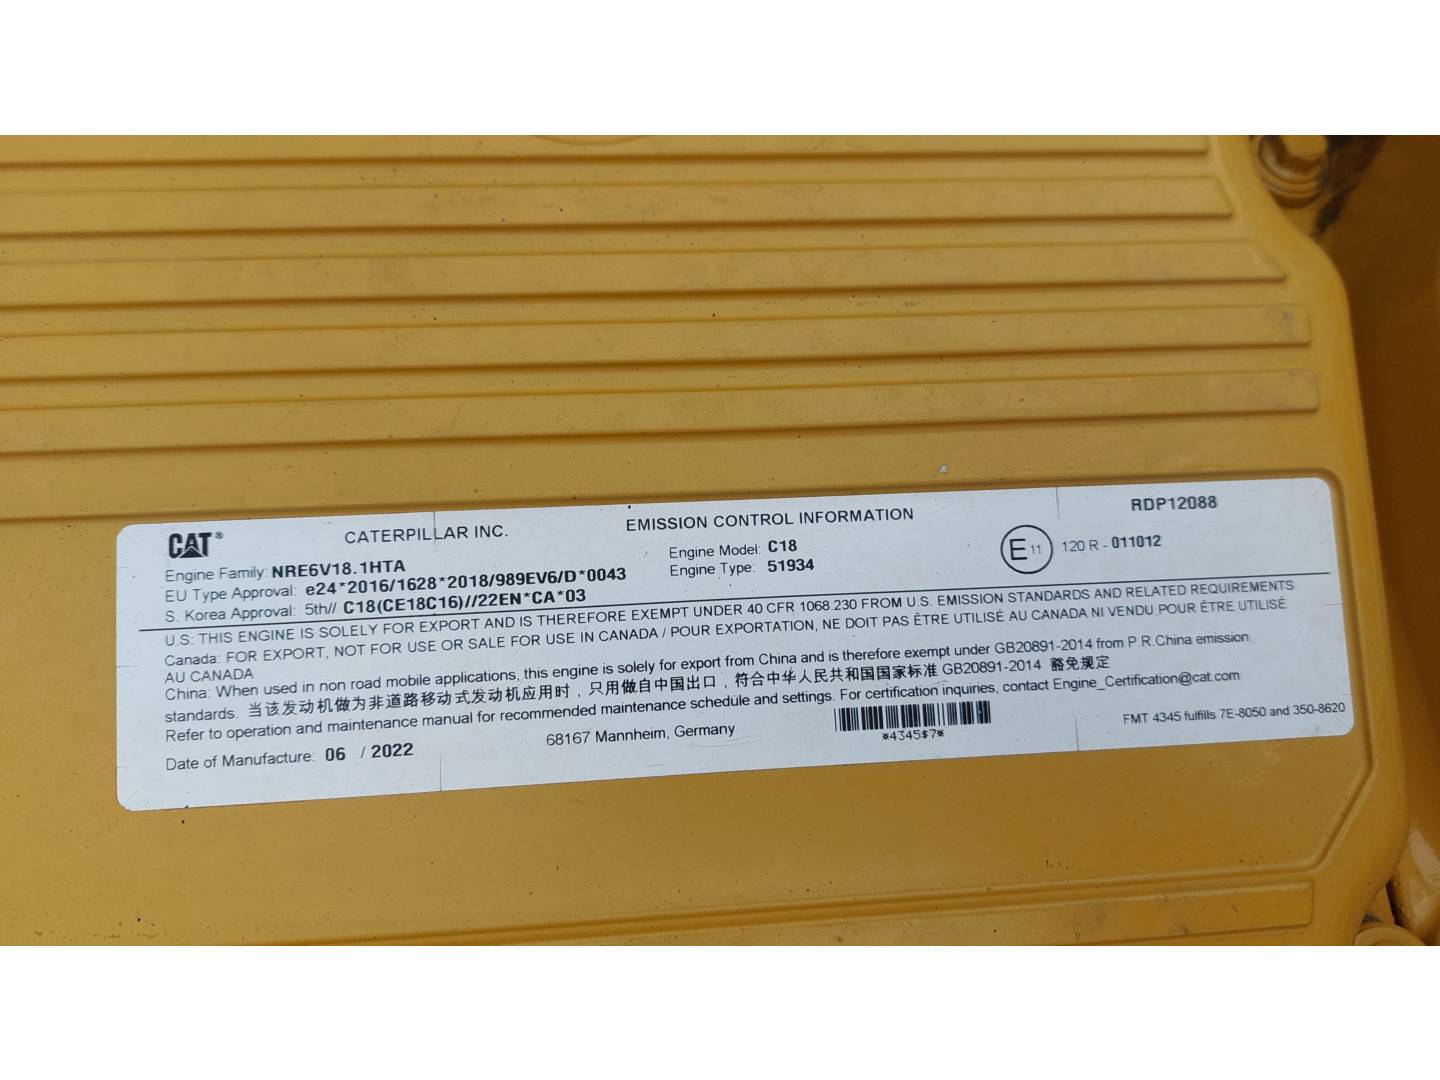 RDP12088
CAT® CATERPILLAR INC. EMISSION CONTROL INFORMATION
Engine Family: NRE6V18.1HTA Engine Model: C18 E11 120 R - 011012
EU Type Approval: e24*2016/1628*2018/989EV6/D*0043 Engine Type: 51934
S. Korea Approval: 5th// C18(CE18C16)//22EN*CA*03
U.S: THIS ENGINE IS SOLELY FOR EXPORT AND IS THEREFORE EXEMPT UNDER 40 CFR 1068.230 FROM U.S. EMISSION STANDARDS AND RELATED REQUIREMENTS
Canada: FOR EXPORT, NOT FOR USE OR SALE FOR USE IN CANADA / POUR EXPORTATION, NE DOIT PAS ÊTRE UTILISÉ AU CANADA NI VENDU POUR ÊTRE UTILISÉ
AU CANADA
China: When used in non road mobile applications, this engine is solely for export from China and is therefore exempt under GB20891-2014 from P.R.China emission
standards. 当该发动机做为非道路移动式发动机应用时，只用做自中国出口，符合中华人民共和国国家标准 GB20891-2014 豁免规定
Refer to operation and maintenance manual for recommended maintenance schedule and settings. For certification inquiries, contact Engine_Certification@cat.com
Date of Manufacture: 06 / 2022 68167 Mannheim, Germany *4345$7* FMT 4345 fulfills 7E-8050 and 350-8620